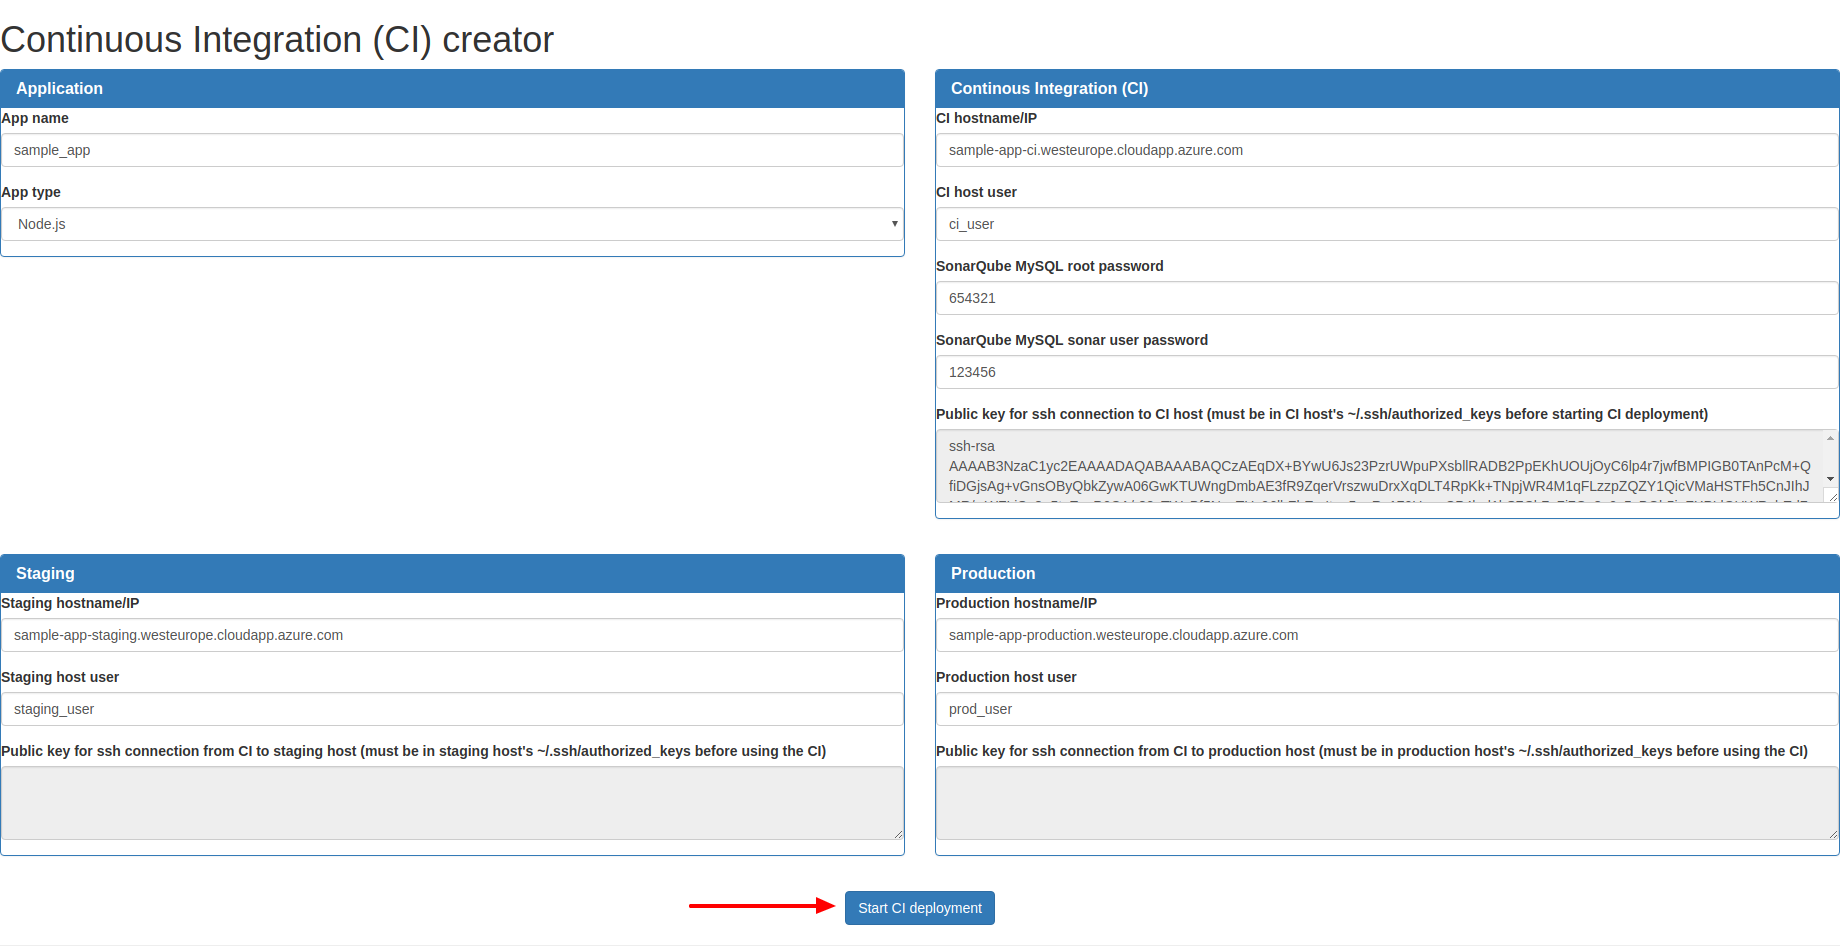 Continuous Integration (CI) creator
Application
App name
sample_app
App type
Node.js
Continous Integration (CI)
CI hostname/IP
sample-app-ci.westeurope.cloudapp.azure.com
CI host user
ci_user
SonarQube MySQL root password
654321
SonarQube MySQL sonar user password
123456
Public key for ssh connection to CI host (must be in CI host's ~/.ssh/authorized_keys before starting CI deployment)
ssh-rsa
AAAAB3NzaC1yc2EAAAADAQABAAABAQCzAEqDX+BYwU6Js23PzrUWpuPXsbllRADB2PpEKhUOUjOyC6lp4r7jwfBMPIGB0TAnPcM+Q
fiDGjsAg+vGnsOByQbkZywA06GwKTUWngDmbAE3fR9ZqerVrszwuDrxXqDLT4RpKk+TNpjWR4M1qFLzzpZQZY1QicVMaHSTFh5CnJIhJ
Staging
Staging hostname/IP
sample-app-staging.westeurope.cloudapp.azure.com
Staging host user
staging_user
Public key for ssh connection from CI to staging host (must be in staging host's ~/.ssh/authorized_keys before using the CI)
Production
Production hostname/IP
sample-app-production.westeurope.cloudapp.azure.com
Production host user
prod_user
Public key for ssh connection from CI to production host (must be in production host's ~/.ssh/authorized_keys before using the CI)
Start CI deployment